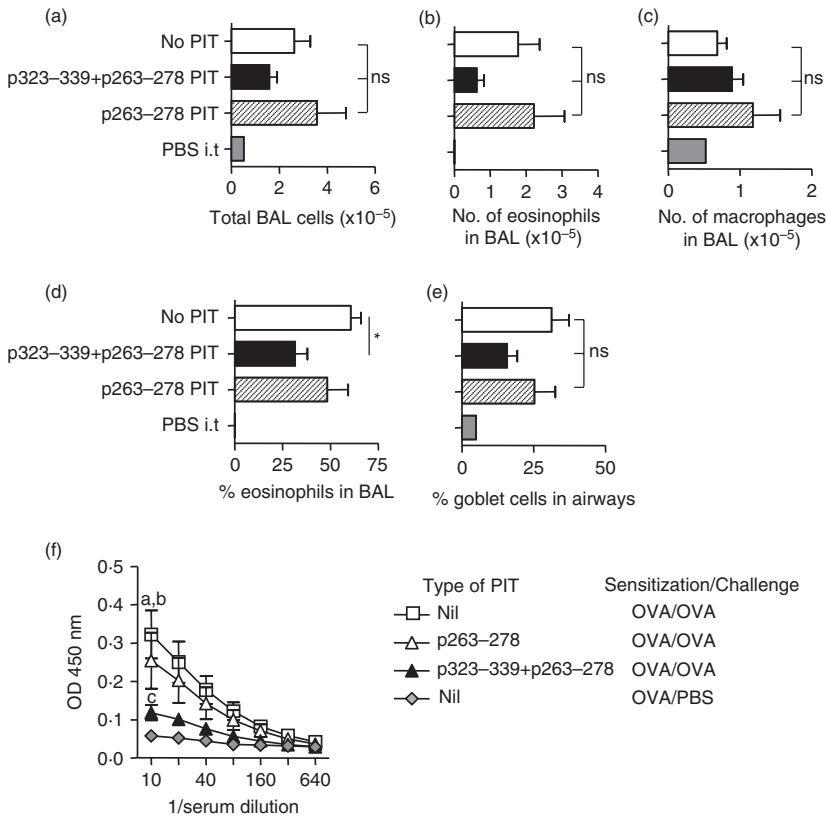 (a)
(b)
(c)
No PIT
p323–339+p263–278 PIT
p263–278 PIT
PBS i.t
ns
ns
ns
0 2 4 6
0 1 2 3 4
0 1 2
Total BAL cells (x10–5)
No. of eosinophils
in BAL (x10–5)
No. of macrophages
in BAL (x10–5)
(d)
(e)
No PIT
p323–339+p263–278 PIT
p263–278 PIT
PBS i.t
*
ns
0 25 50 75
0 25 50
% eosinophils in BAL
% goblet cells in airways
(f)
0·5
0·4
0·3
0·2
0·1
0·0
OD 450 nm
a,b
c
10 40 160 640
1/serum dilution
Type of PIT Sensitization/Challenge
Nil OVA/OVA
p263–278 OVA/OVA
p323–339+p263–278 OVA/OVA
Nil OVA/PBS